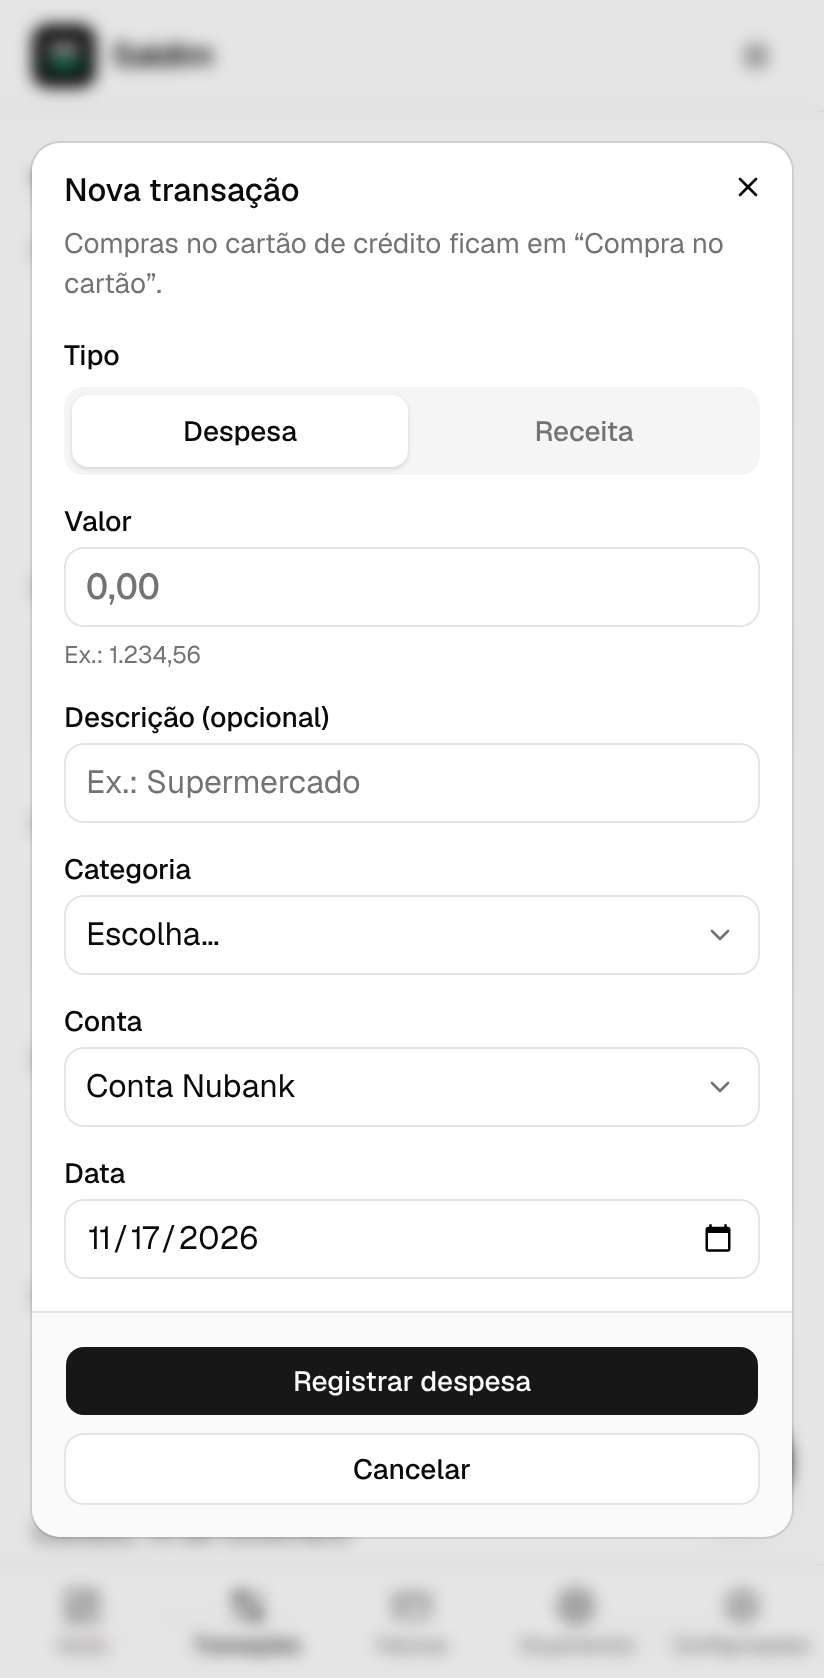 Nova transação
Compras no cartão de crédito ficam em “Compra no
cartão”.
Tipo
Despesa
Receita
Valor
0,00
Ex.: 1.234,56
Descrição (opcional)
Ex.: Supermercado
Categoria
Escolha...
Conta
Conta Nubank
Data
11/17/2026
Registrar despesa
Cancelar